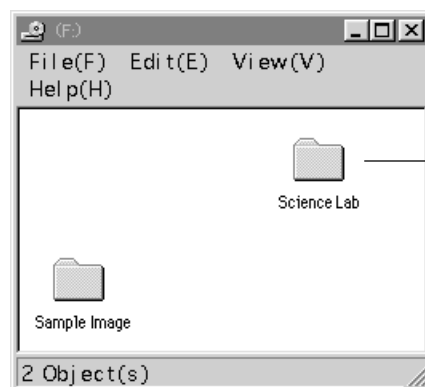 (F:)
File(F) Edit(E) View(V)
Help(H)
Science Lab
Sample Image
2 Object(s)